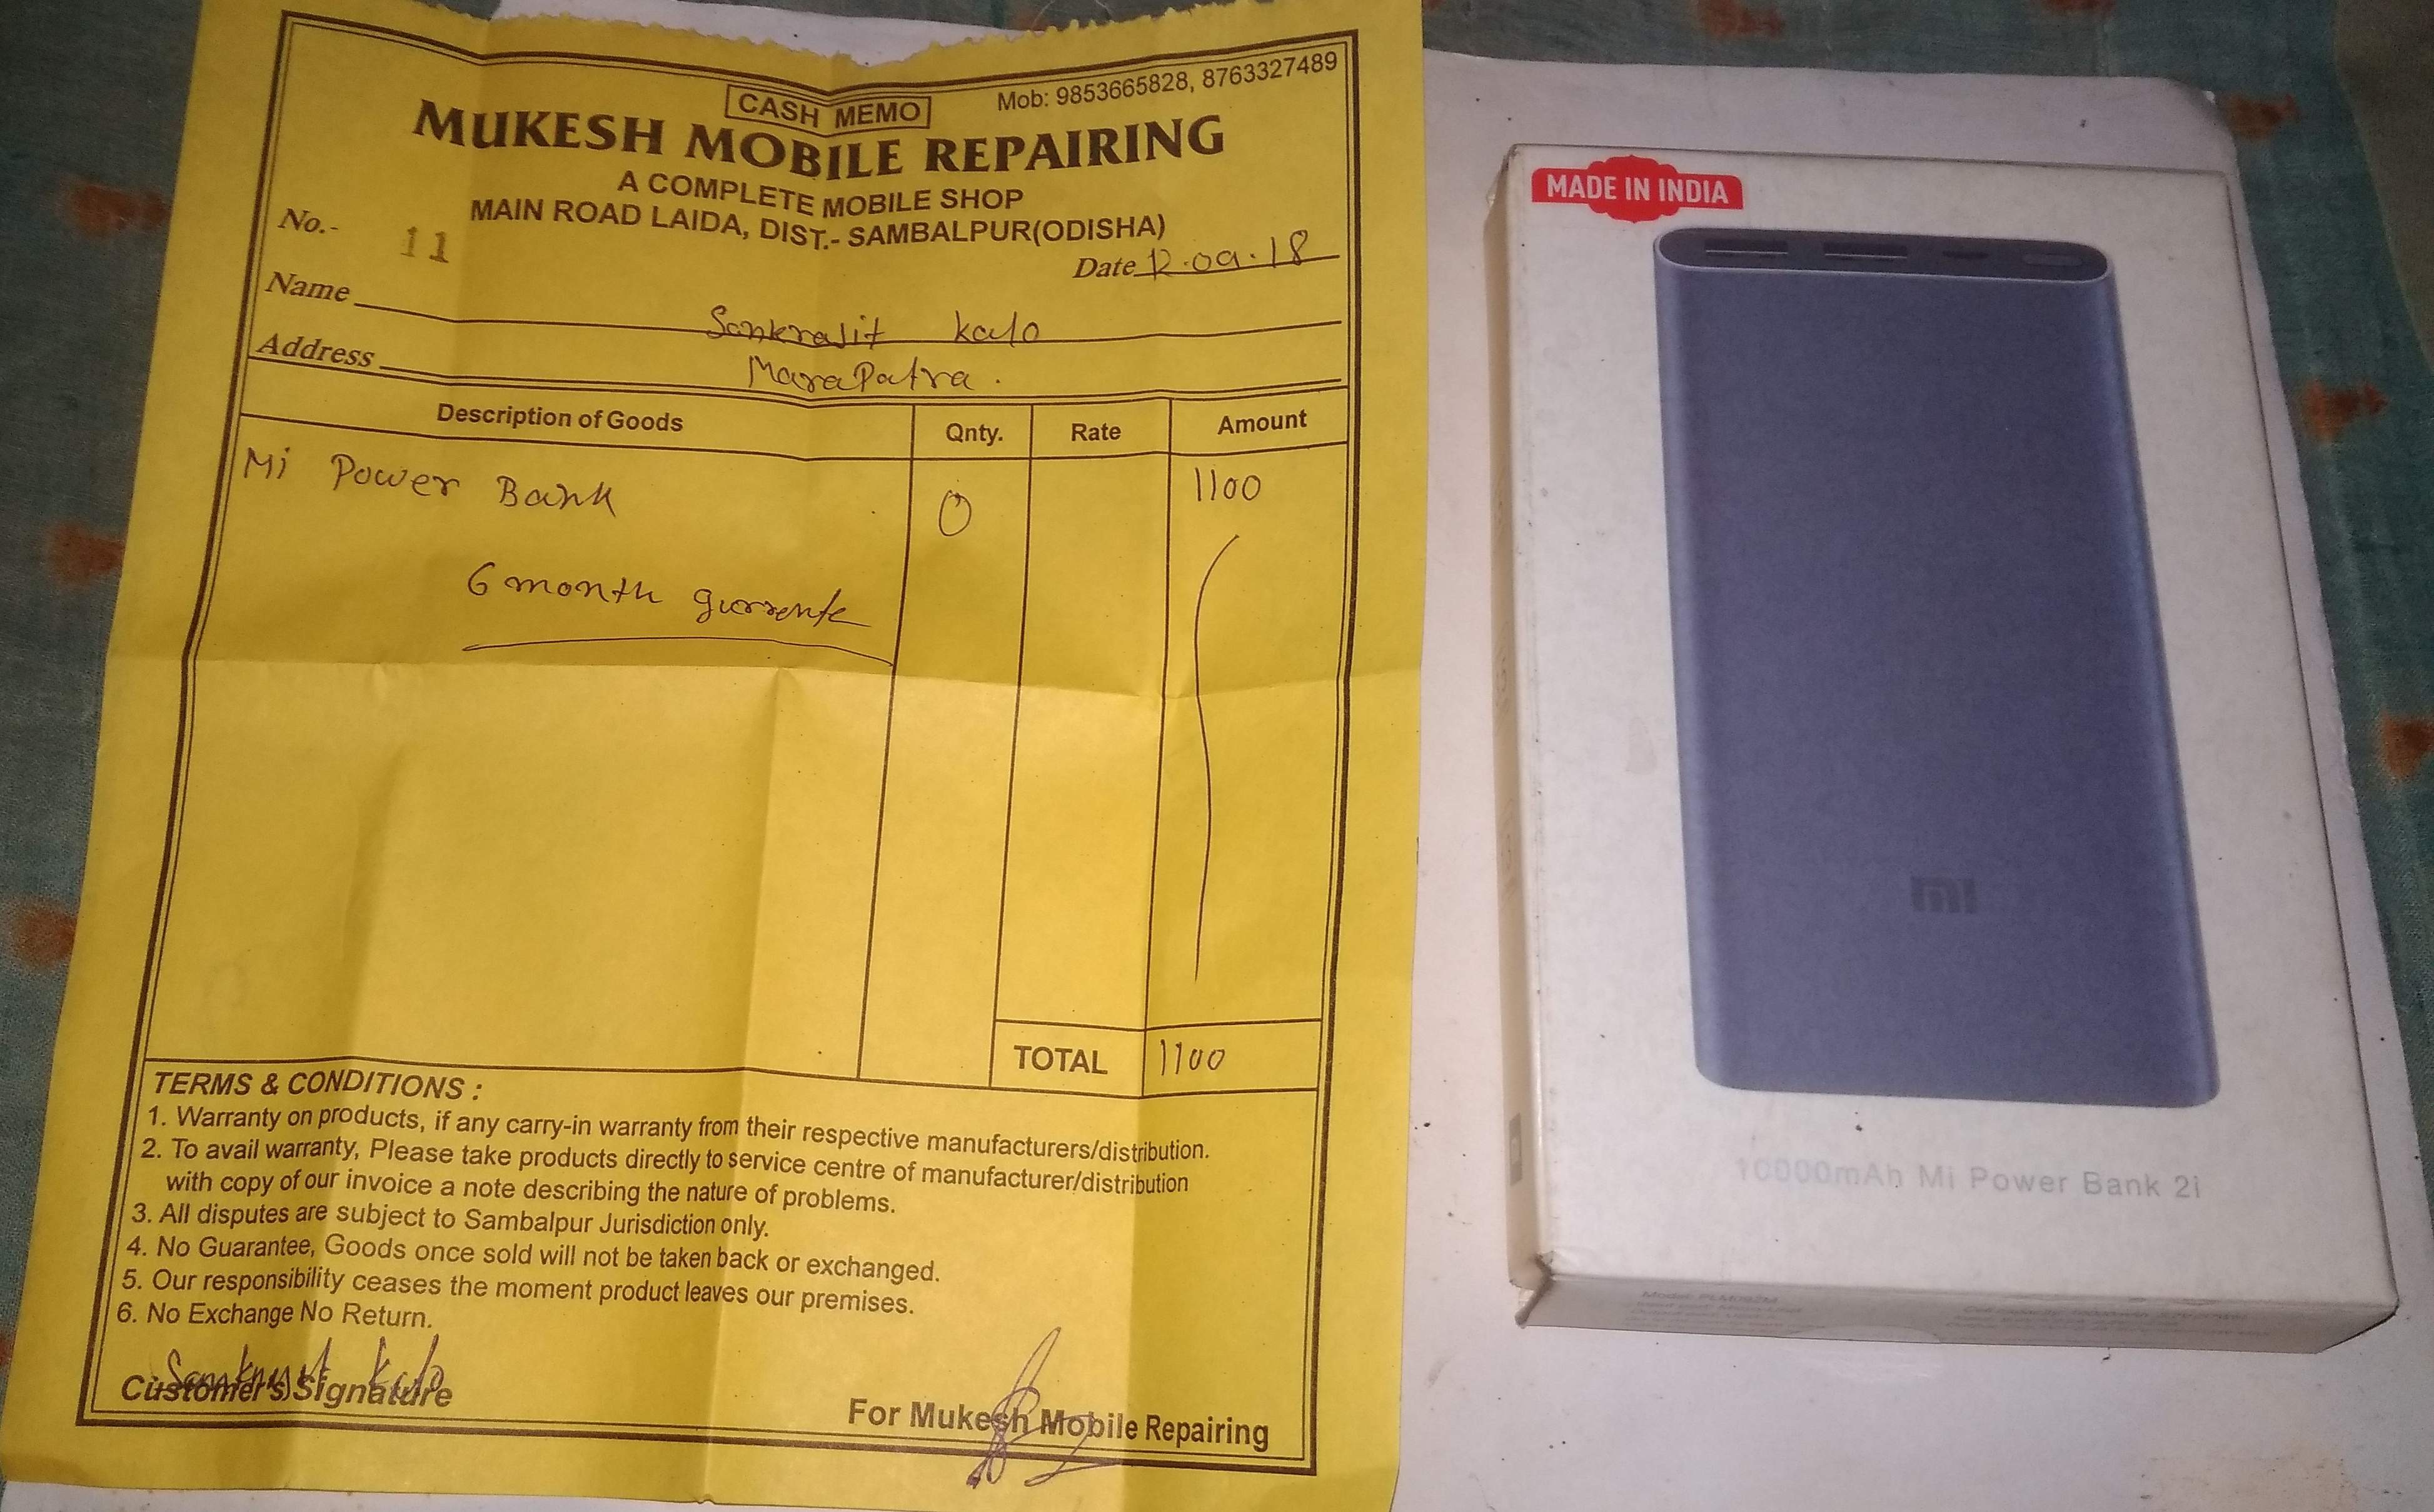 CASH MEMO
Mob: 9853665828, 8763327489
MUKESH MOBILE REPAIRING
A COMPLETE MOBILE SHOP
MAIN ROAD LAIDA, DIST.- SAMBALPUR(ODISHA)
No.- 11
Date 12.09.18
Name Sankrajit Kalo
Address MaraPatra.
Description of Goods Qnty. Rate Amount
Mi Power Bank 0 1100
6 month gurrente
TOTAL 1100
TERMS & CONDITIONS :
1. Warranty on products, if any carry-in warranty from their respective manufacturers/distribution.
2. To avail warranty, Please take products directly to service centre of manufacturer/distribution
with copy of our invoice a note describing the nature of problems.
3. All disputes are subject to Sambalpur Jurisdiction only.
4. No Guarantee, Goods once sold will not be taken back or exchanged.
5. Our responsibility ceases the moment product leaves our premises.
6. No Exchange No Return.
Kalo
Customer's Signature
For Mukesh Mobile Repairing
MADE IN INDIA
mi
10000mAh Mi Power Bank 2i